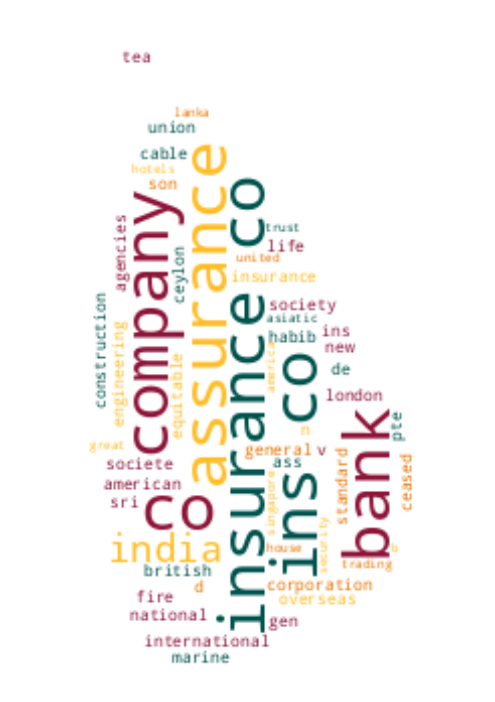 tea
lanka
union
cable
hotels
son
assurance
company
insurance co
agencies
ceylon
trust
life
united
insurance
society
asiatic
construction
engineering
equitable
america
habib
ins
new
ins co
de
london
bank
pte
great
n
general
v
societe
ass
american
standard
ceased
sri
co
singapore
security
india
house
b
trading
british
d
corporation
fire
overseas
national
gen
international
marine